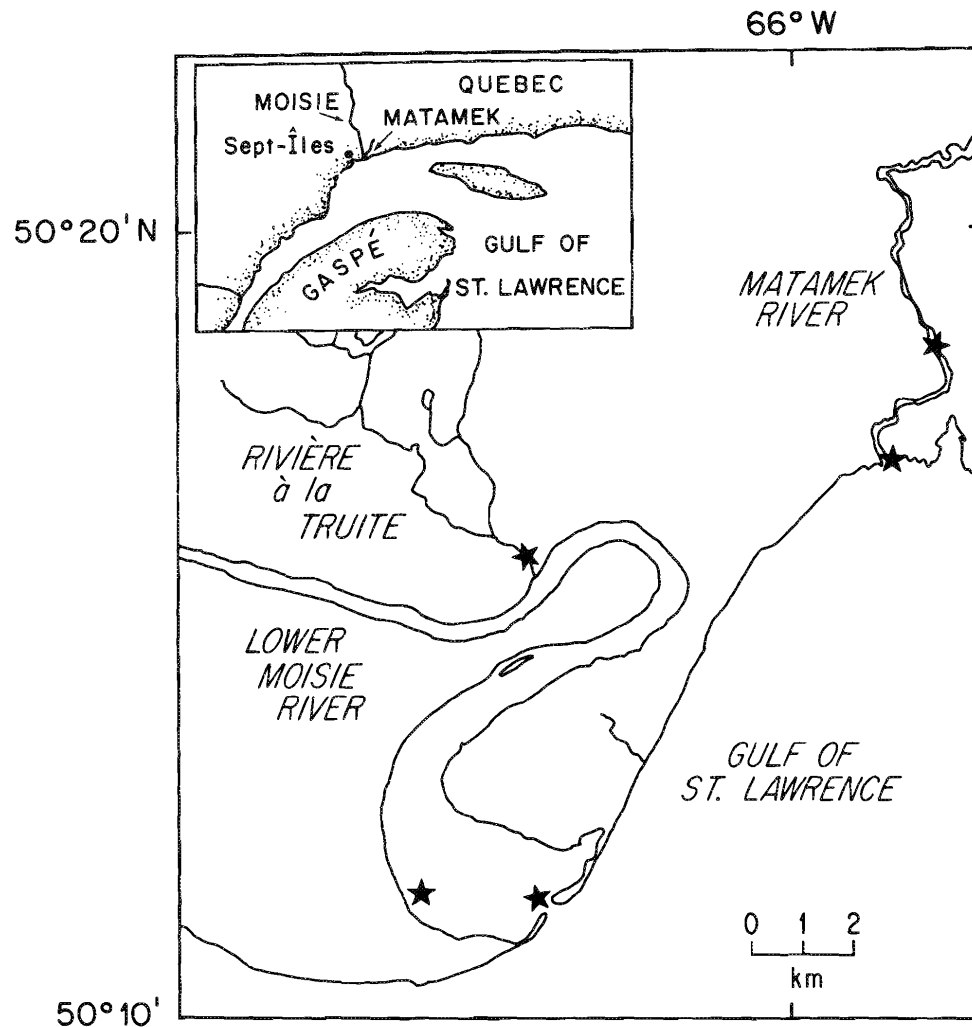 66° W
QUEBEC
MOISIE
MATAMEK
Sept-Îles
50° 20' N
GASPÉ
GULF OF
ST. LAWRENCE
MATAMEK
RIVER
RIVIÈRE
à la
TRUITE
LOWER
MOISIE
RIVER
GULF OF
ST. LAWRENCE
0 1 2
km
50° 10'